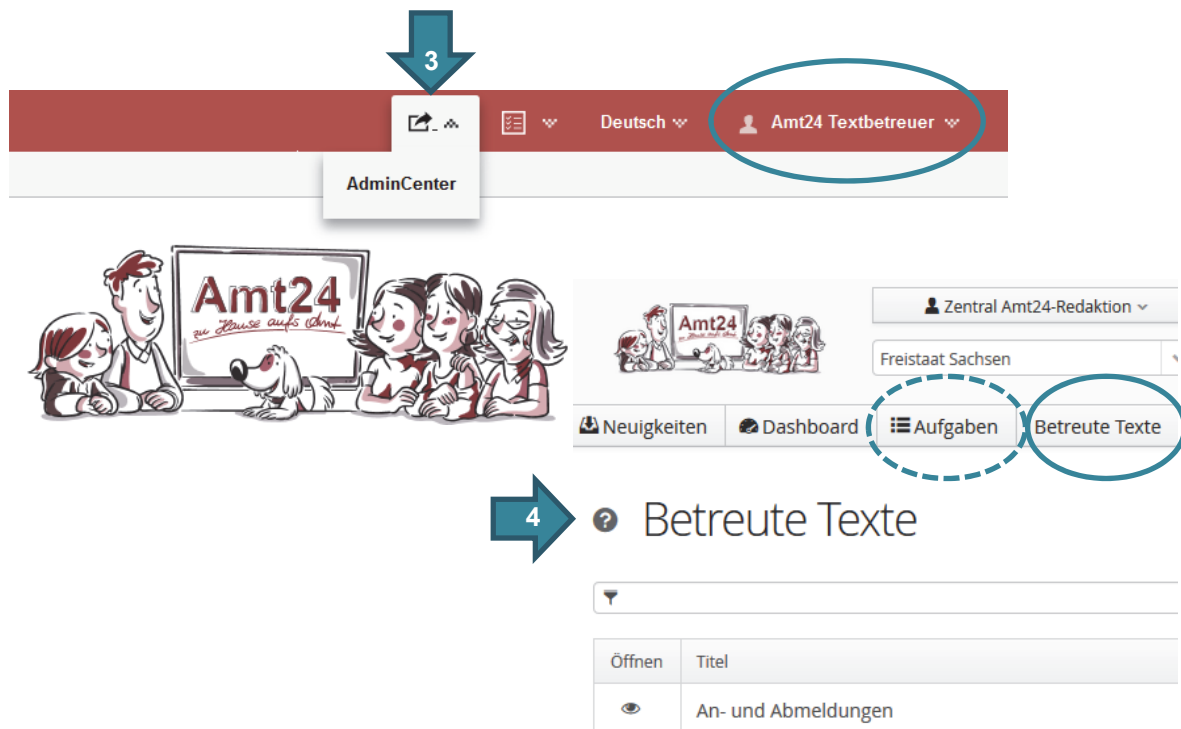 3
Deutsch
Amt24 Textbetreuer
AdminCenter
Amt24
zu Hause aufs Amt
Amt24
Zentral Amt24-Redaktion
Freistaat Sachsen
Neuigkeiten
Dashboard
Aufgaben
Betreute Texte
4
? Betreute Texte
Öffnen
Titel
An- und Abmeldungen